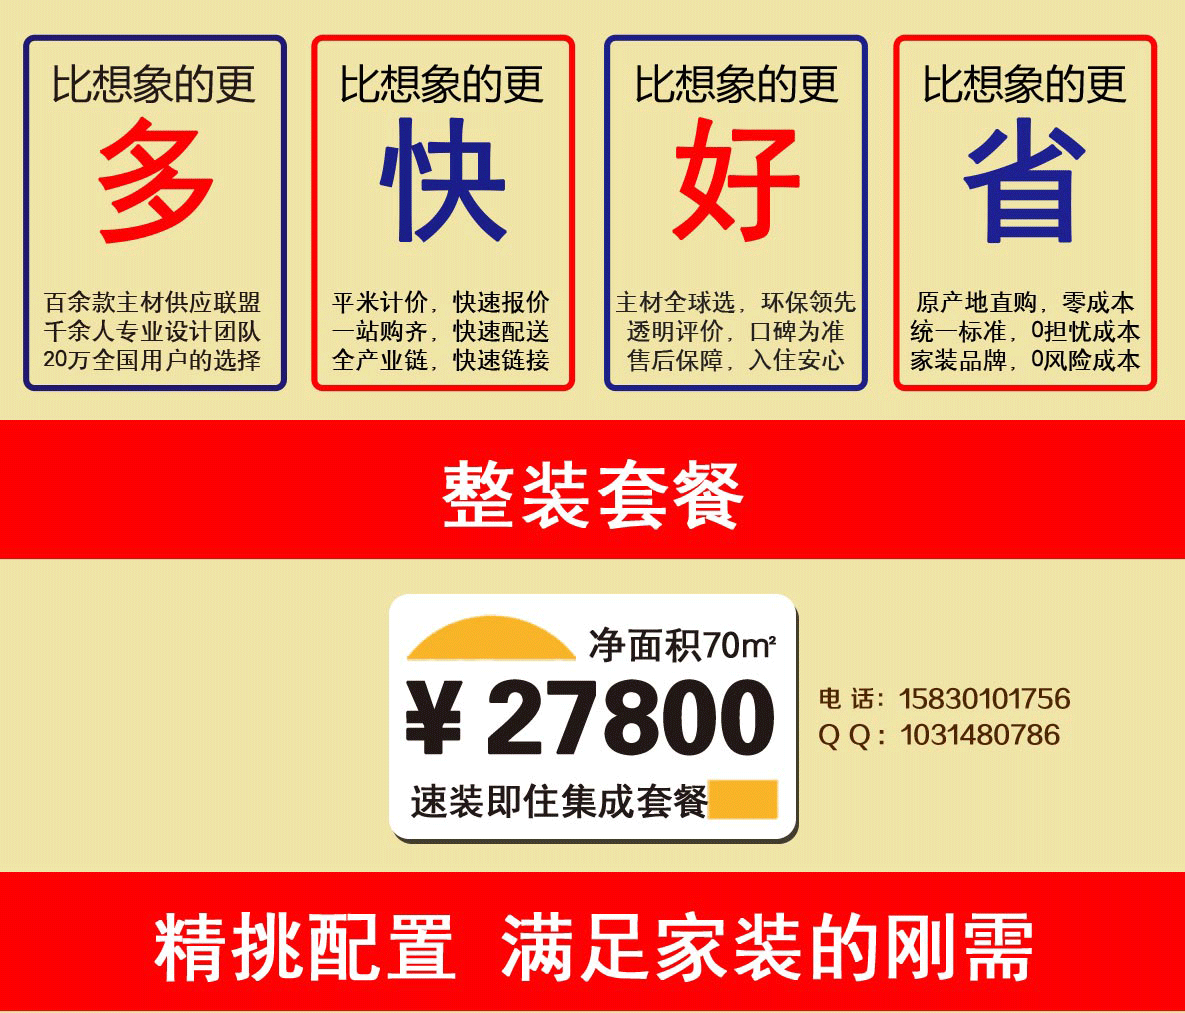 比想象的更
多
百余款主材供应联盟
千余人专业设计团队
20万全国用户的选择
比想象的更
快
平米计价，快速报价
一站购齐，快速配送
全产业链，快速链接
比想象的更
好
主材全球选，环保领先
透明评价，口碑为准
售后保障，入住安心
比想象的更
省
原产地直购，零成本
统一标准，0担忧成本
家装品牌，0风险成本
整装套餐
净面积70m²
¥27800
速装即住集成套餐
电 话：15830101756
Q Q：1031480786
精挑配置 满足家装的刚需